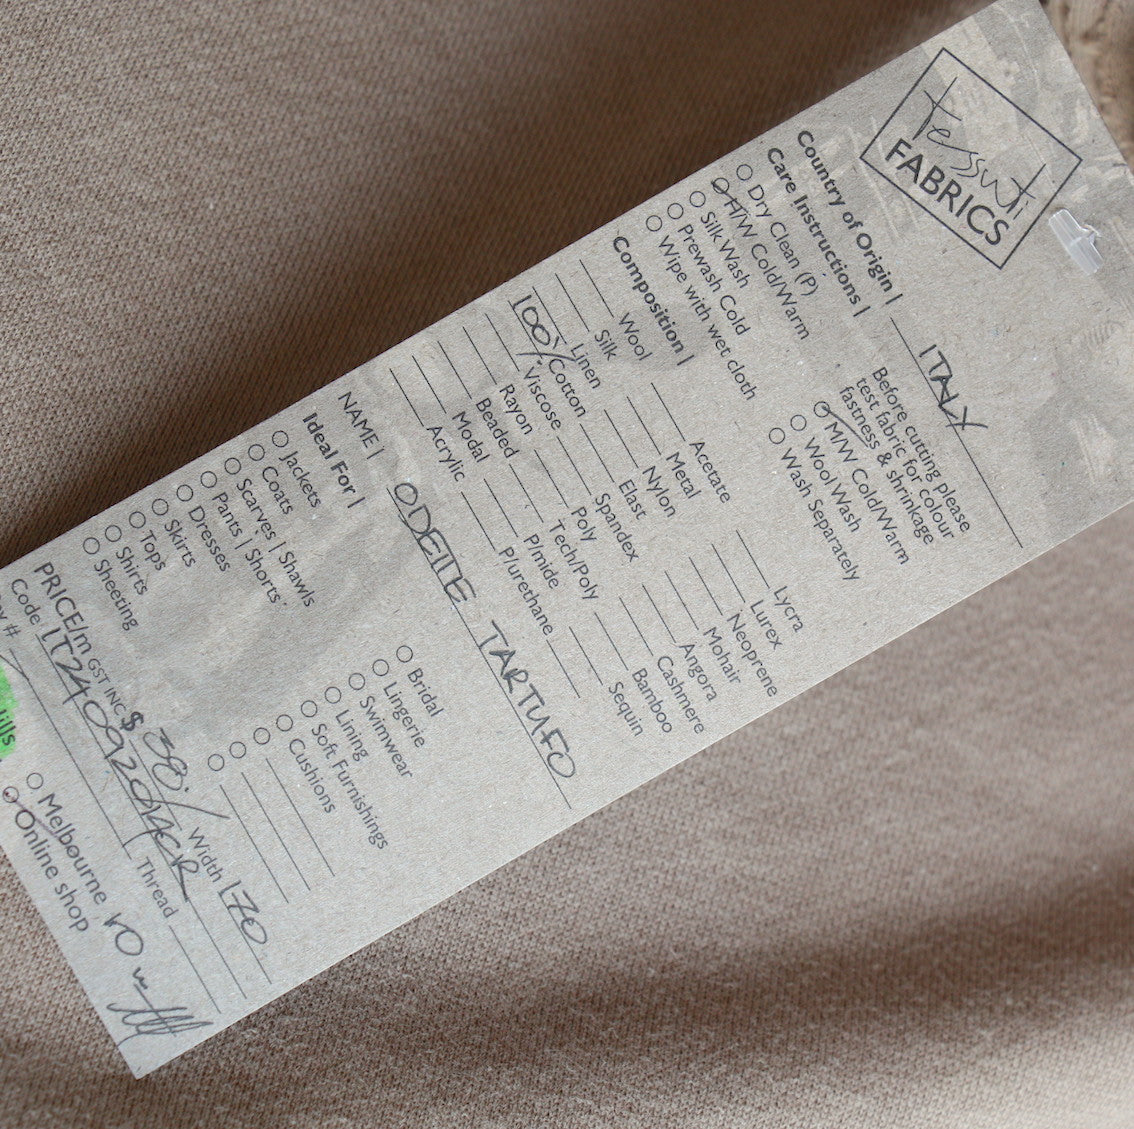 tessuti
FABRICS
Country of Origin | ITALY
Care Instructions |
Dry Clean (P)
H/W Cold/Warm
Silk Wash
Prewash Cold
Wipe with wet cloth
Before cutting please
test fabric for colour
fastness & shrinkage
M/W Cold/Warm
Wool Wash
Wash Separately
Composition |
Wool
Silk
Linen
100% Cotton
Viscose
Rayon
Beaded
Modal
Acrylic
Acetate
Metal
Nylon
Elast
Spandex
Poly
Tech/Poly
P/mide
P/urethane
Lycra
Lurex
Neoprene
Mohair
Angora
Cashmere
Bamboo
Sequin
NAME | ODETTE TARTUFO
Ideal For |
Jackets
Coats
Scarves | Shawls
Pants | Shorts
Dresses
Skirts
Tops
Shirts
Sheeting
Bridal
Lingerie
Swimwear
Lining
Soft Furnishings
Cushions
PRICE/m GST INC $ 38 Width 170
Code Thread
#
Melbourne
Online shop